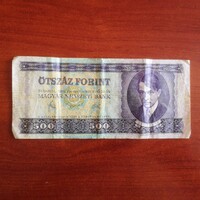 ÖTSZÁZ FORINT
MAGYAR NEMZETI BANK
500 500